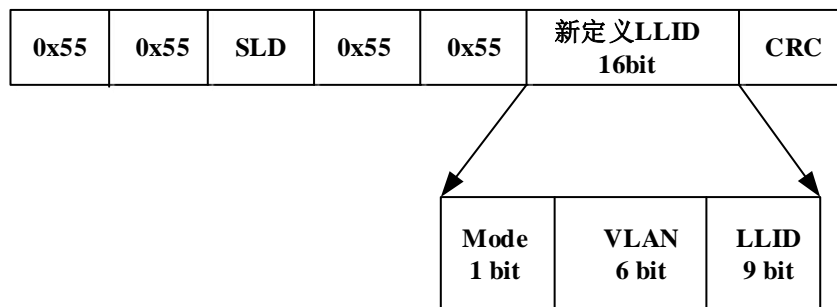 0x55 0x55 SLD 0x55 0x55 新定义LLID CRC
16bit
Mode VLAN LLID
1 bit 6 bit 9 bit